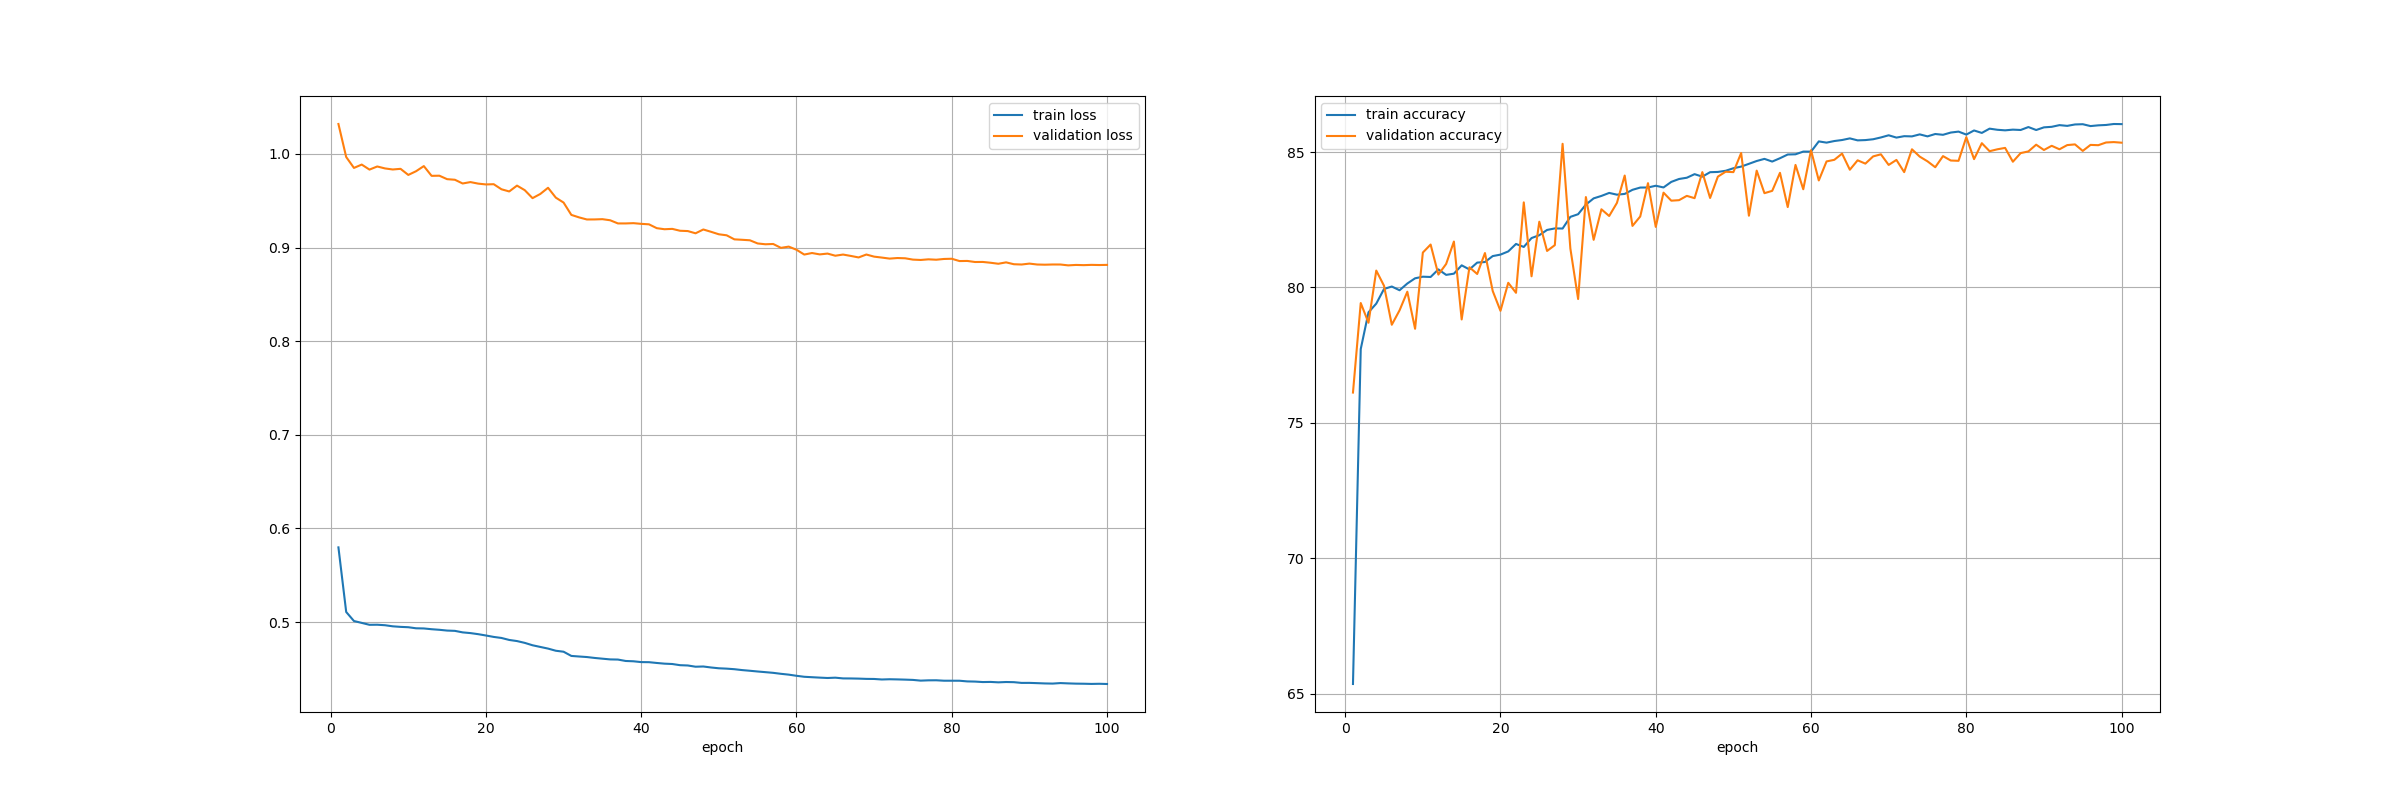 train loss
validation loss
1.0
0.9
0.8
0.7
0.6
0.5
0 20 40 60 80 100
epoch
train accuracy
validation accuracy
85
80
75
70
65
0 20 40 60 80 100
epoch